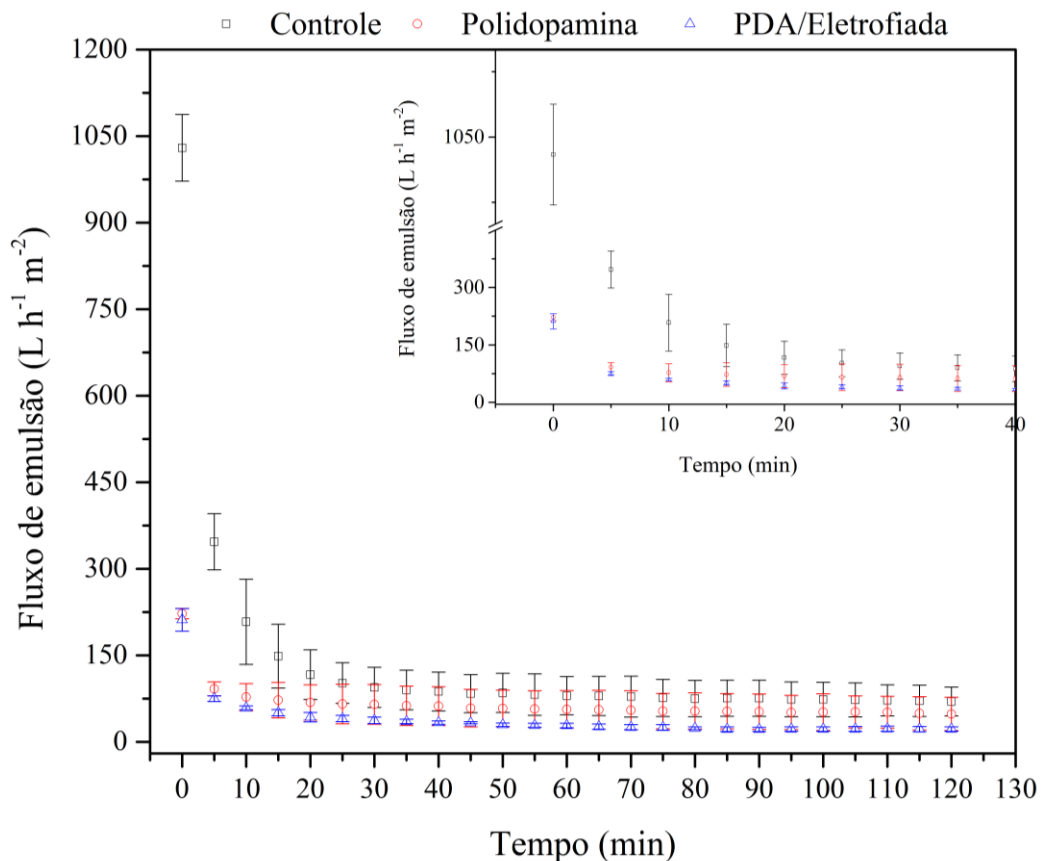 Controle Polidopamina PDA/Eletrofiada
1200
1050
900
750
600
450
300
150
0
Fluxo de emulsão (L h⁻¹ m⁻²)
0 10 20 30 40 50 60 70 80 90 100 110 120 130
Tempo (min)
1050
300
150
0
Fluxo de emulsão (L h⁻¹ m⁻²)
0 10 20 30 40
Tempo (min)